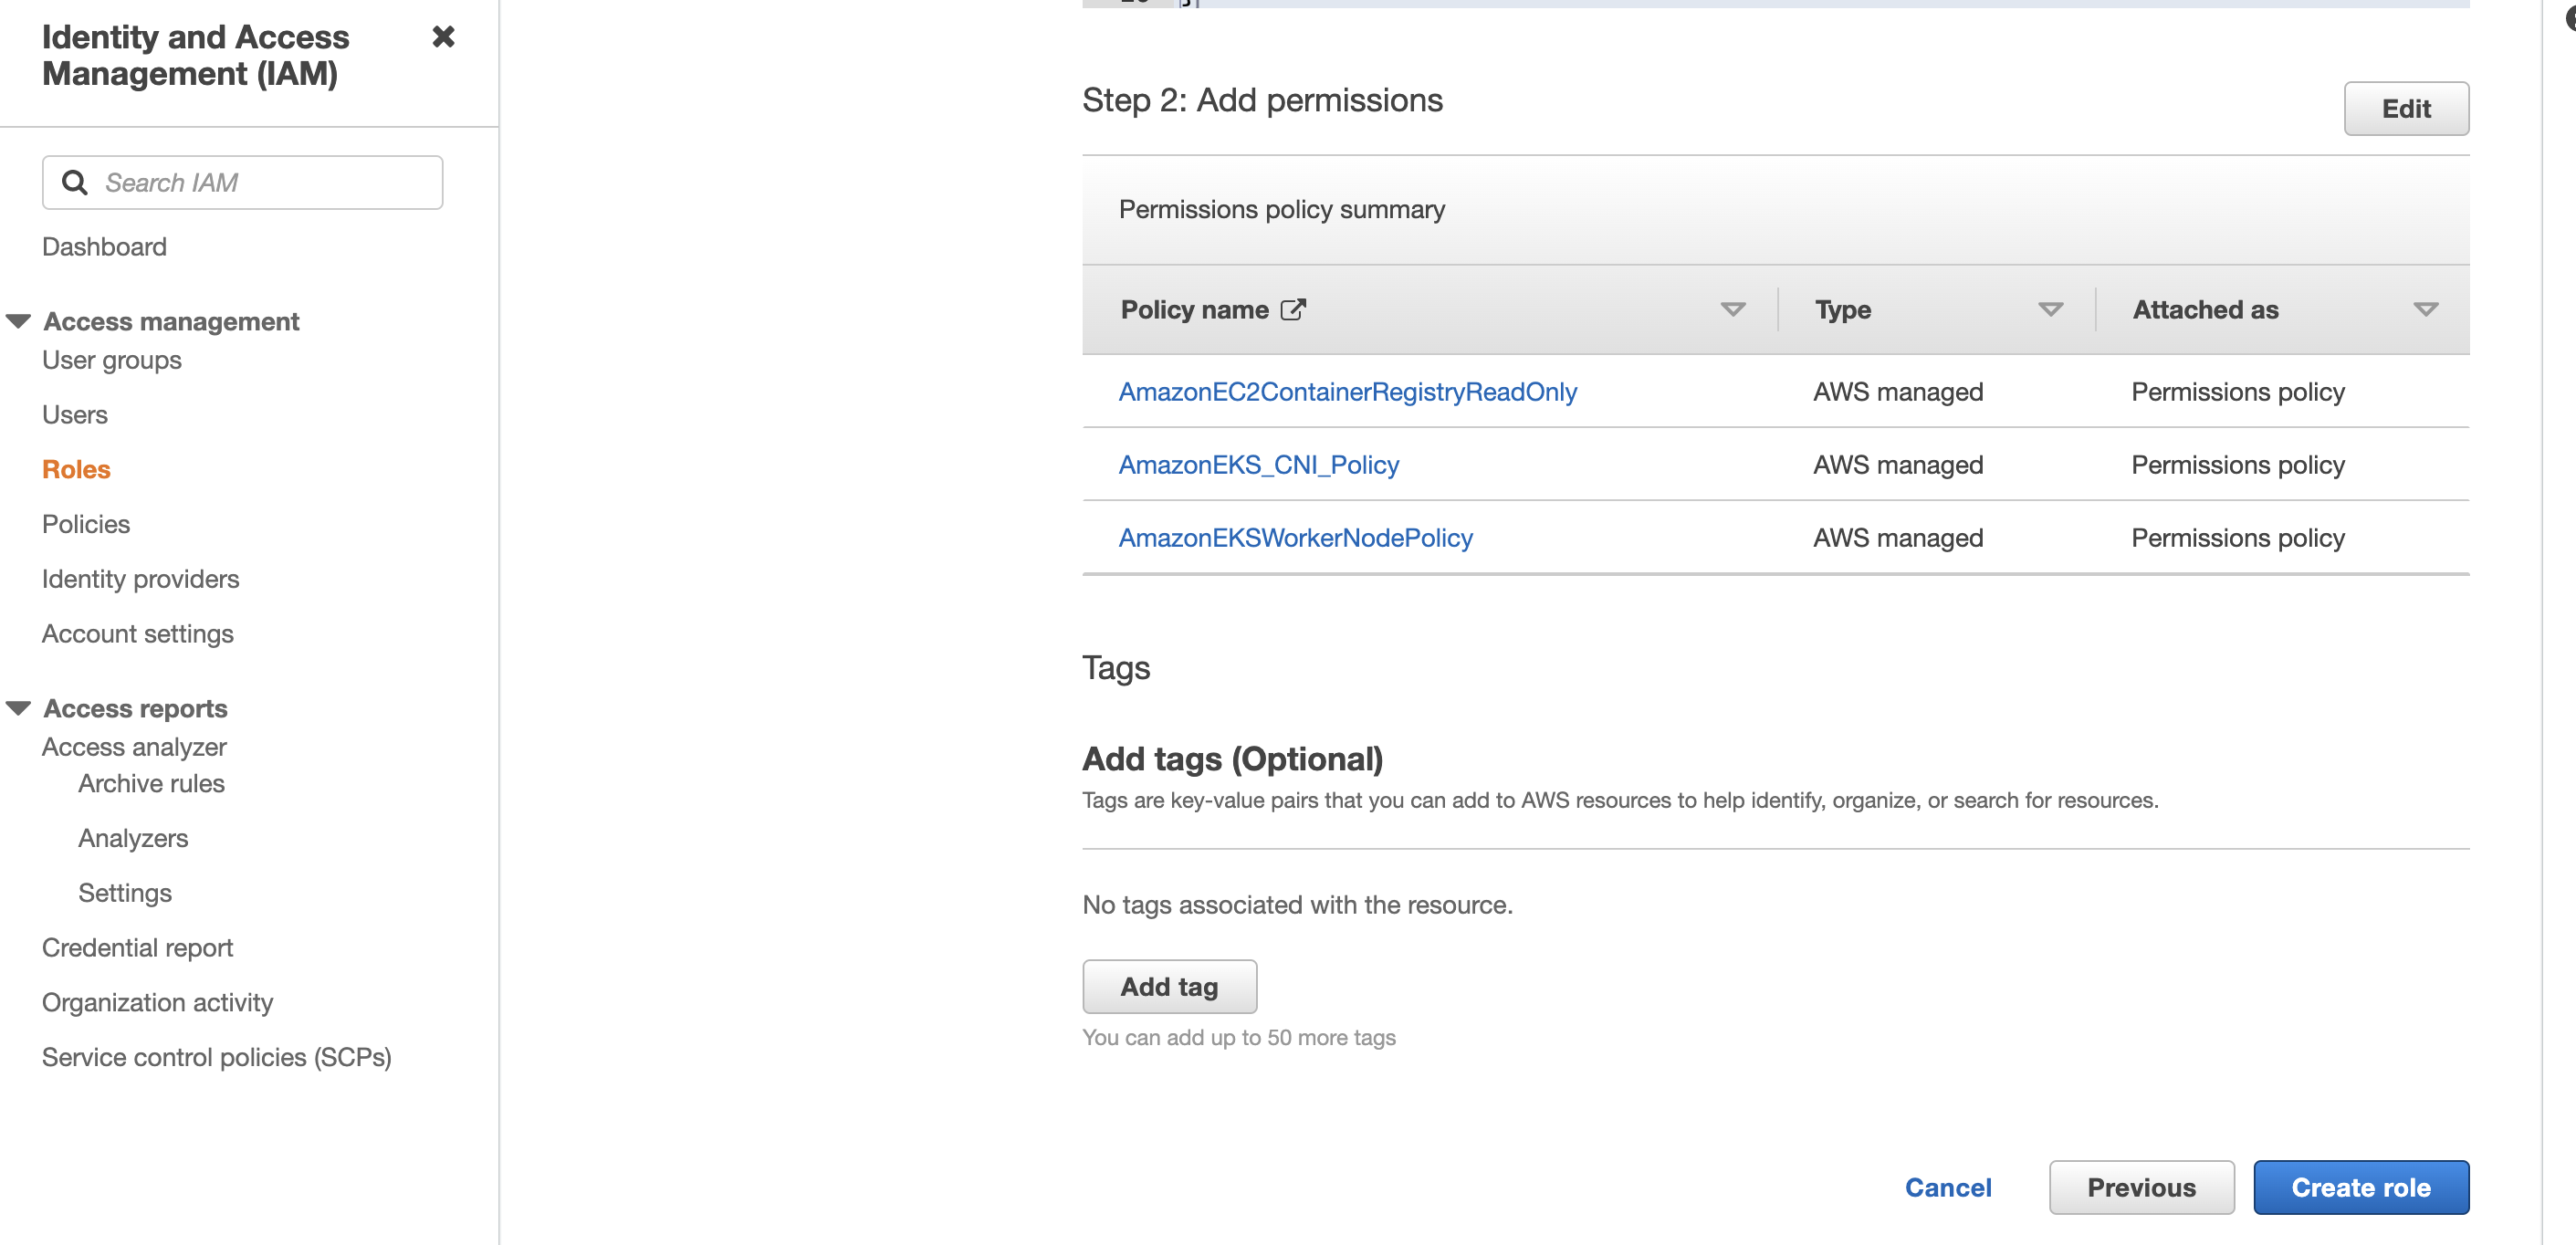 Identity and Access
Management (IAM)
Search IAM
Dashboard
Access management
User groups
Users
Roles
Policies
Identity providers
Account settings
Access reports
Access analyzer
Archive rules
Analyzers
Settings
Credential report
Organization activity
Service control policies (SCPs)
Step 2: Add permissions
Edit
Permissions policy summary
Policy name Type Attached as
AmazonEC2ContainerRegistryReadOnly AWS managed Permissions policy
AmazonEKS_CNI_Policy AWS managed Permissions policy
AmazonEKSWorkerNodePolicy AWS managed Permissions policy
Tags
Add tags (Optional)
Tags are key-value pairs that you can add to AWS resources to help identify, organize, or search for resources.
No tags associated with the resource.
Add tag
You can add up to 50 more tags
Cancel Previous Create role